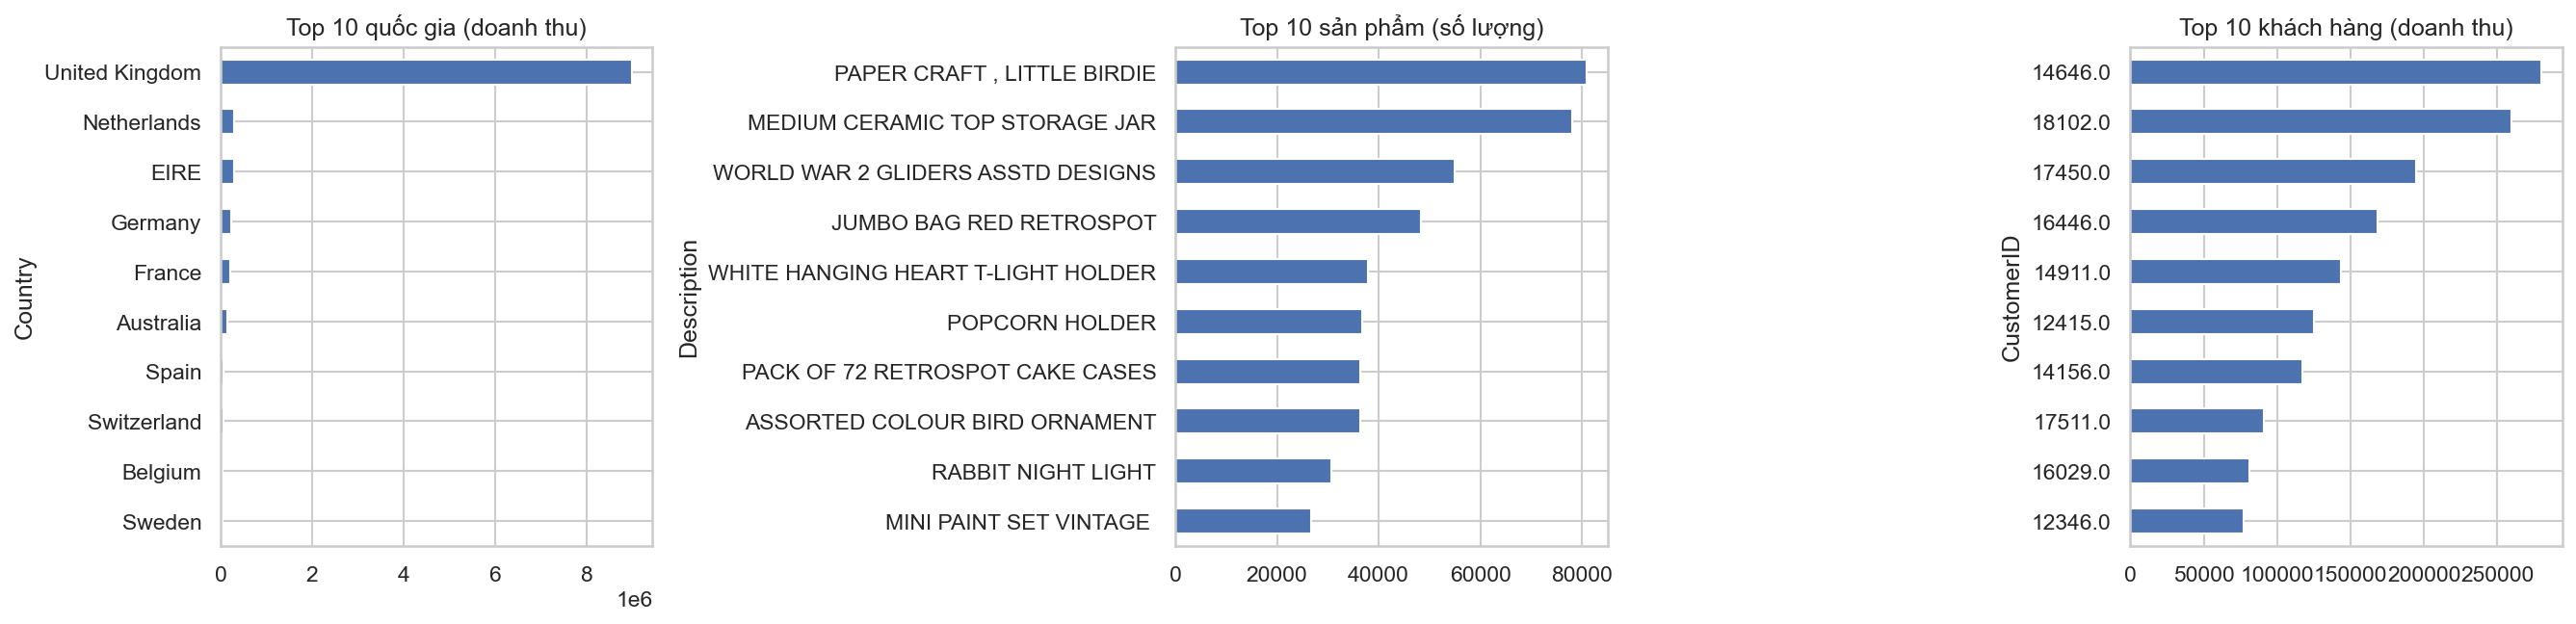 Top 10 quốc gia (doanh thu)
Country
United Kingdom
Netherlands
EIRE
Germany
France
Australia
Spain
Switzerland
Belgium
Sweden
0 2 4 6 8
1e6
Top 10 sản phẩm (số lượng)
Description
PAPER CRAFT , LITTLE BIRDIE
MEDIUM CERAMIC TOP STORAGE JAR
WORLD WAR 2 GLIDERS ASSTD DESIGNS
JUMBO BAG RED RETROSPOT
WHITE HANGING HEART T-LIGHT HOLDER
POPCORN HOLDER
PACK OF 72 RETROSPOT CAKE CASES
ASSORTED COLOUR BIRD ORNAMENT
RABBIT NIGHT LIGHT
MINI PAINT SET VINTAGE
0 20000 40000 60000 80000
Top 10 khách hàng (doanh thu)
CustomerID
14646.0
18102.0
17450.0
16446.0
14911.0
12415.0
14156.0
17511.0
16029.0
12346.0
0 50000 100000 150000 200000 250000